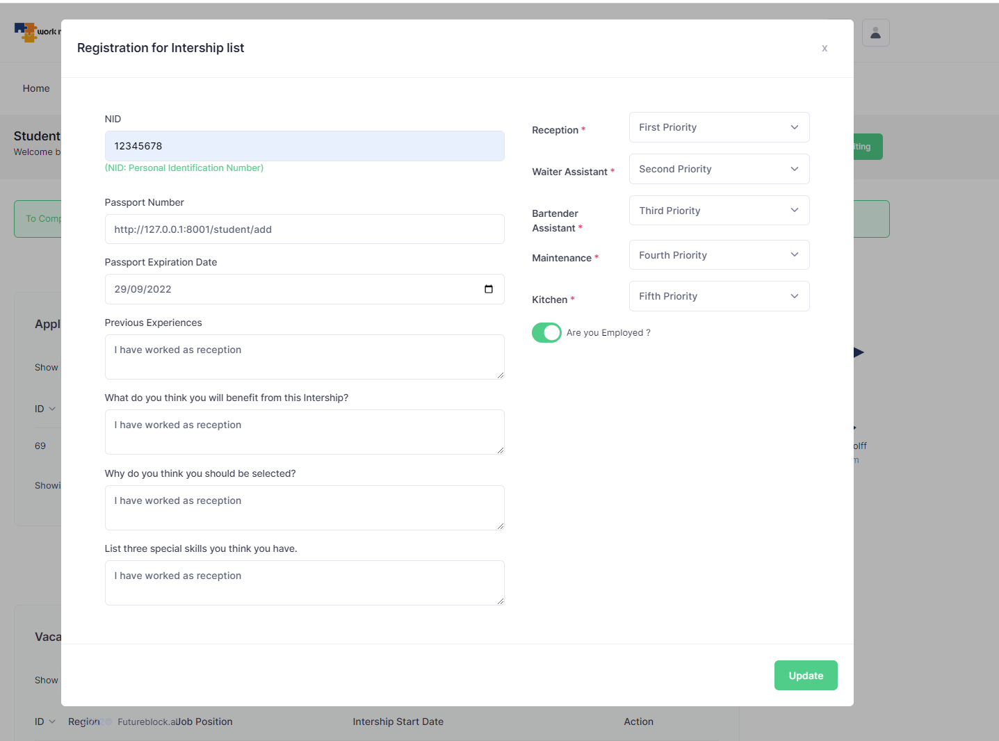 work
Registration for Intership list
x
Home
Student
Welcome b
iting
To Comp
NID
12345678
(NID: Personal Identification Number)
Passport Number
http://127.0.0.1:8001/student/add
Passport Expiration Date
29/09/2022
Previous Experiences
I have worked as reception
What do you think you will benefit from this Intership?
I have worked as reception
Why do you think you should be selected?
I have worked as reception
List three special skills you think you have.
I have worked as reception
Reception *
First Priority
Waiter Assistant *
Second Priority
Bartender
Assistant *
Third Priority
Maintenance *
Fourth Priority
Kitchen *
Fifth Priority
Are you Employed ?
Appl
Show
ID
69
Showi
olff
m
Vaca
Show
Update
ID Region Futureblock.al Job Position Intership Start Date Action